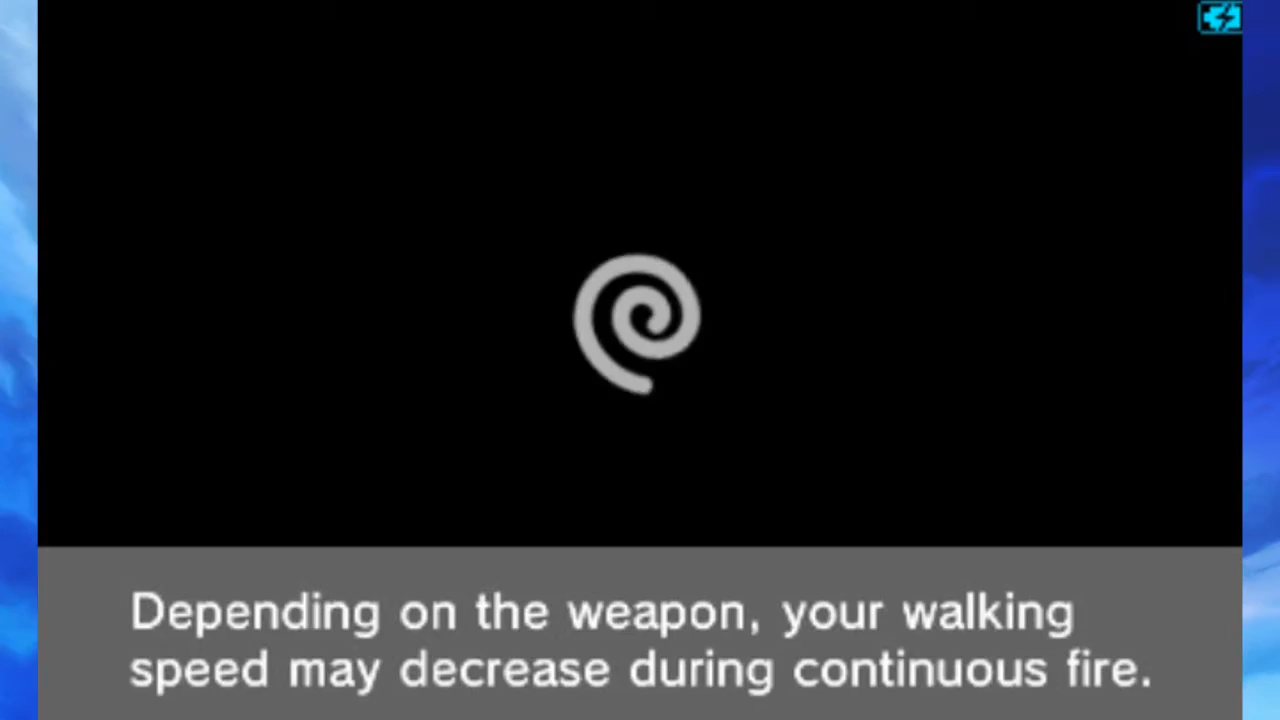 Depending on the weapon, your walking
speed may decrease during continuous fire.